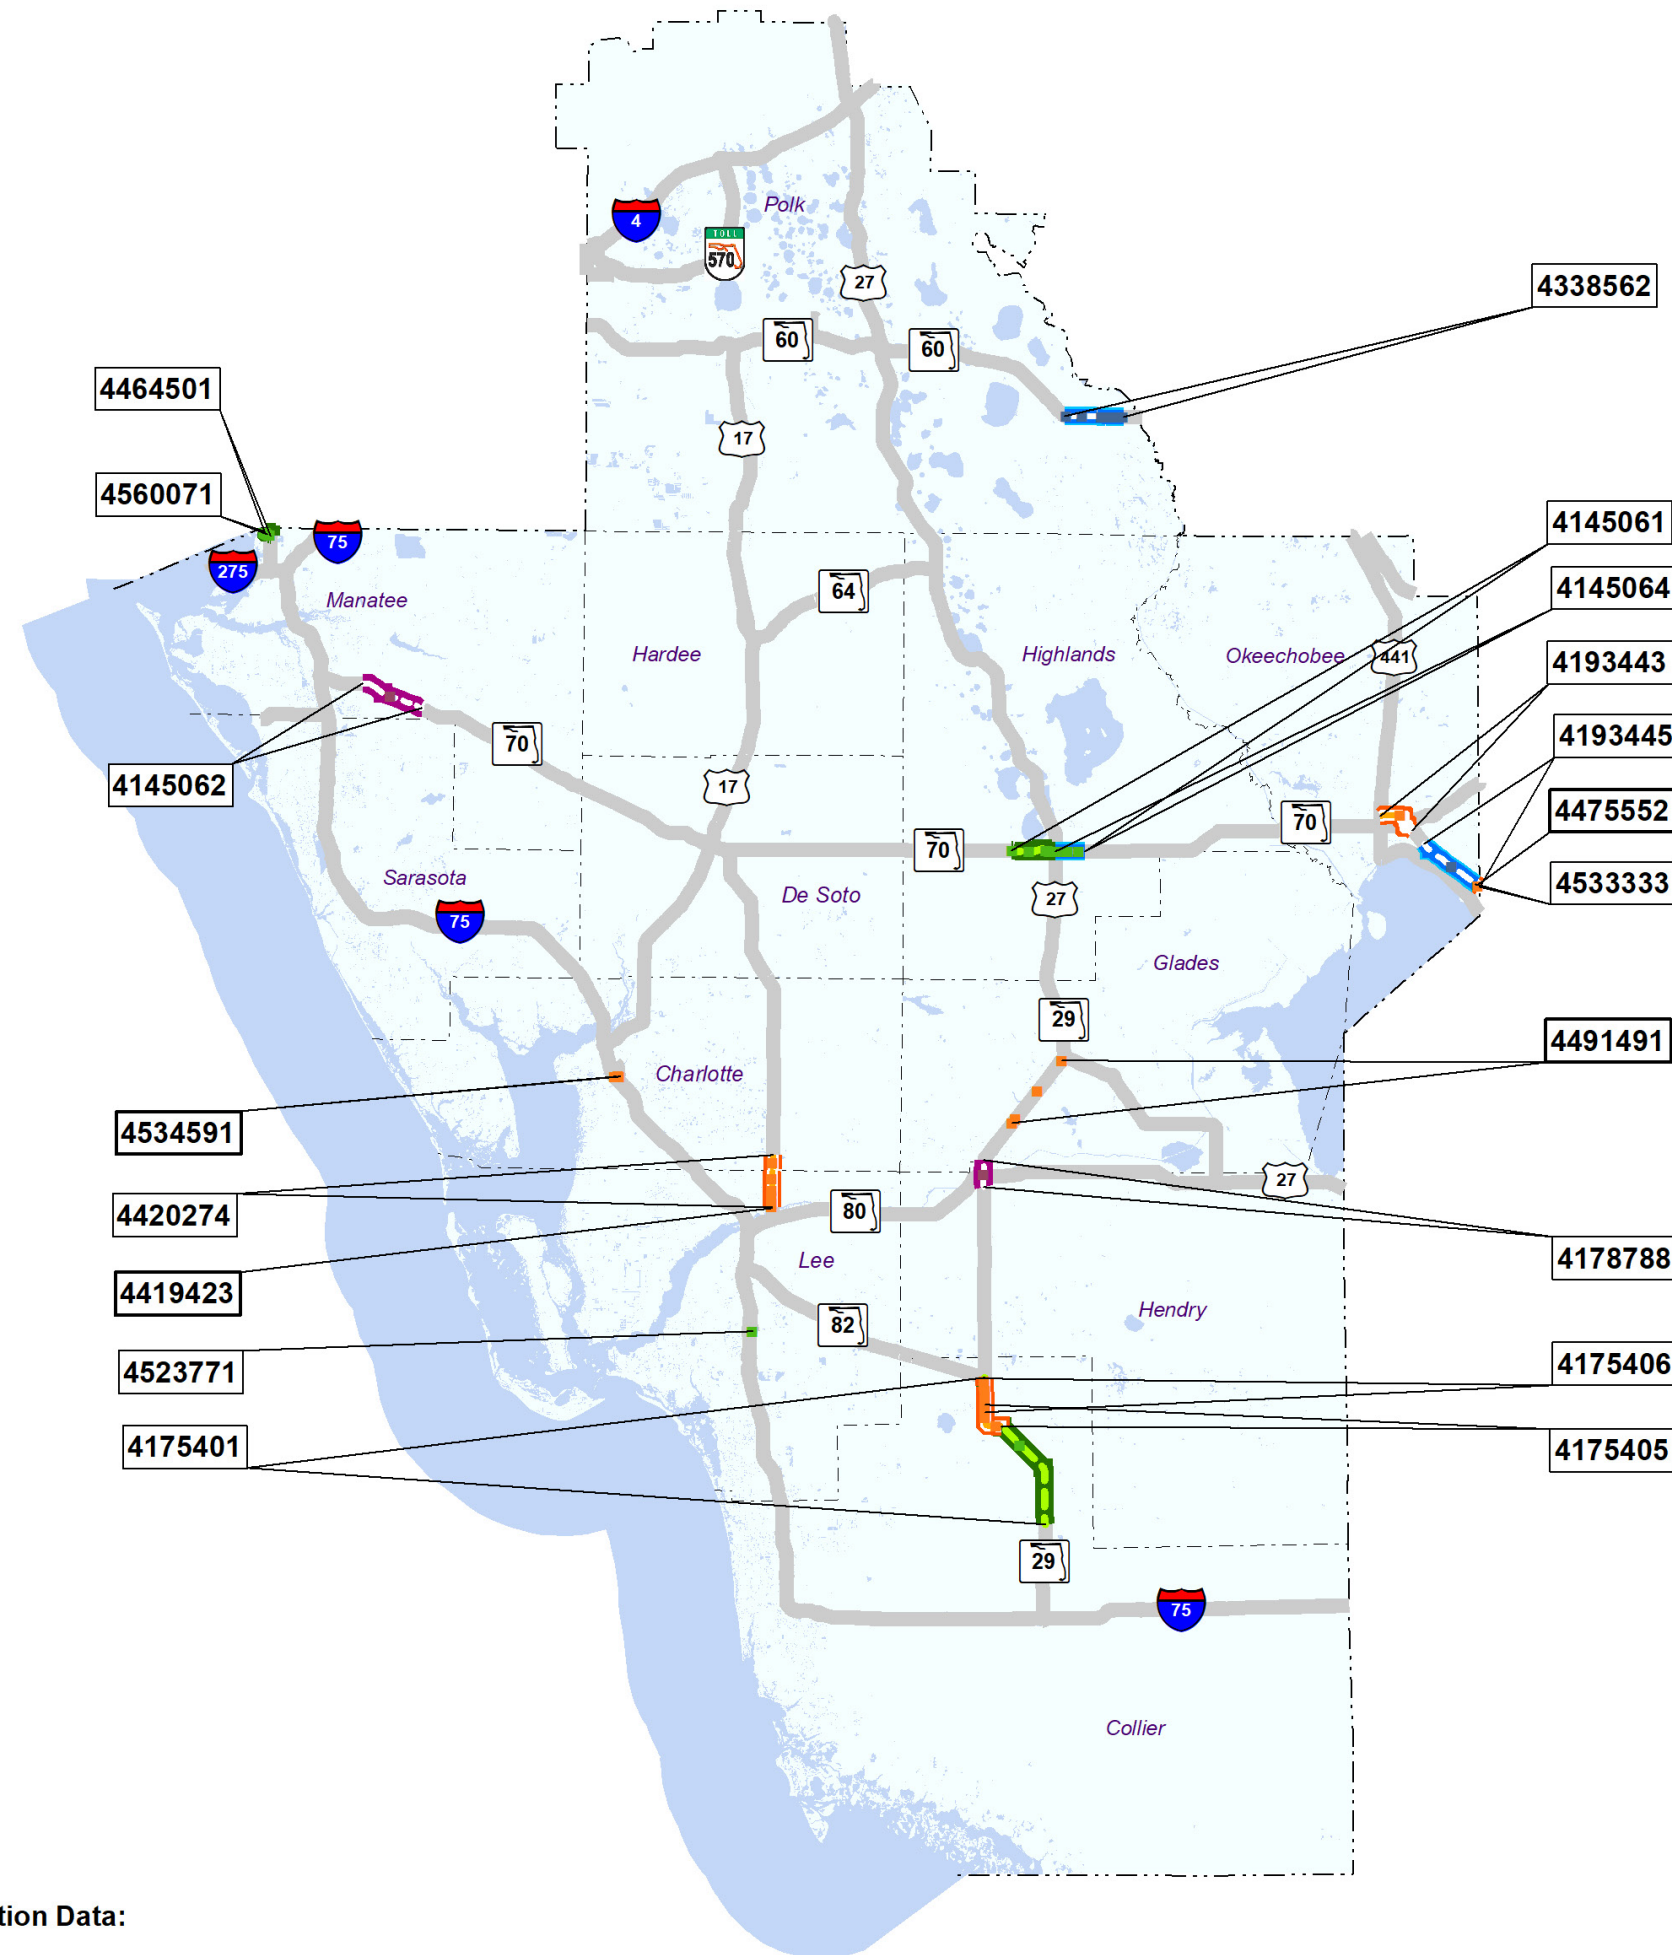 Polk
4
TOLL
570
27
4338562
60
60
4464501
17
4560071
4145061
75
275
4145064
64
Manatee
Hardee
Highlands
Okeechobee
441
4193443
70
4193445
4145062
17
4475552
70
70
Sarasota
De Soto
27
4533333
75
Glades
29
4491491
Charlotte
4534591
27
4420274
80
Lee
4178788
4419423
Hendry
82
4523771
4175406
4175401
4175405
29
75
Collier
tion Data: